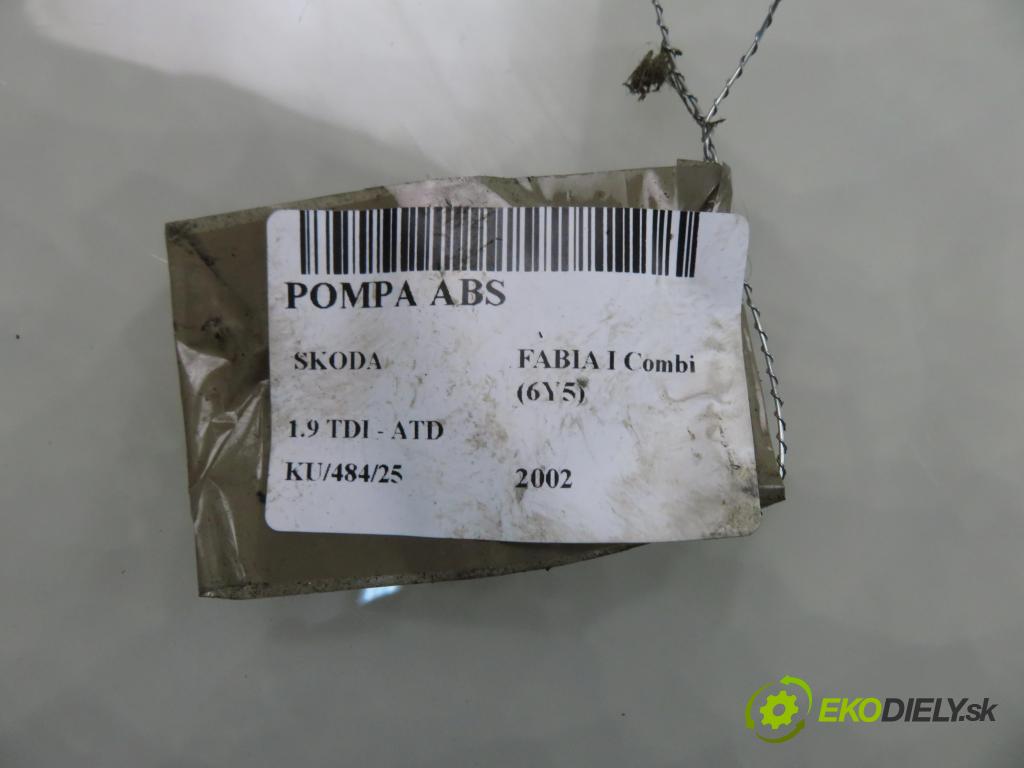 POMPA ABS
SKODA FABIA I Combi
(6Y5)
1.9 TDI - ATD
KU/484/25 2002
EKODIELY.sk